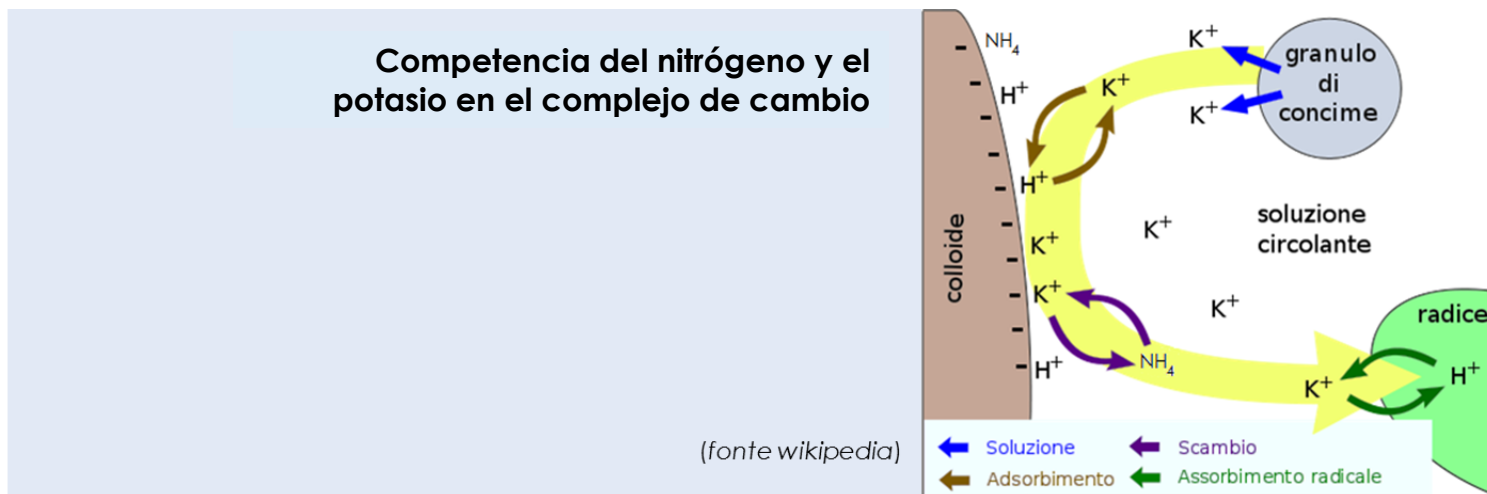 Competencia del nitrógeno y el
potasio en el complejo de cambio
(fonte wikipedia)
NH₄
H⁺
K⁺
K⁺
K⁺
granulo
di
concime
H⁺
K⁺
K⁺
K⁺
K⁺
colloide
soluzione
circolante
H⁺
NH₄
K⁺
H⁺
radice
Soluzione
Scambio
Adsorbimento
Assorbimento radicale